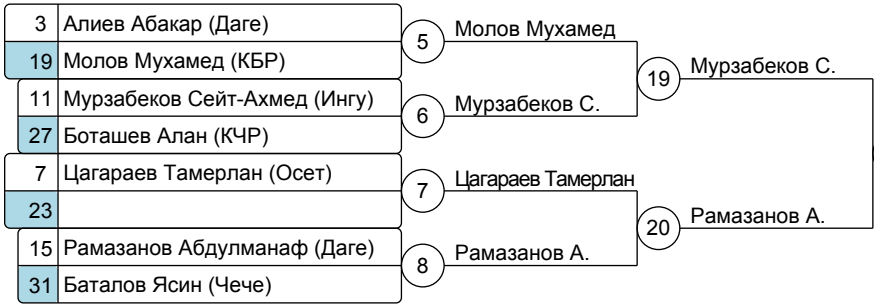 3 Алиев Абакар (Даге)
19 Молов Мухамед (КБР)
5 Молов Мухамед
11 Мурзабеков Сейт-Ахмед (Ингу)
27 Боташев Алан (КЧР)
6 Мурзабеков С.
19 Мурзабеков С.
7 Цагараев Тамерлан (Осет)
23
7 Цагараев Тамерлан
15 Рамазанов Абдулманаф (Даге)
31 Баталов Ясин (Чече)
8 Рамазанов А.
20 Рамазанов А.